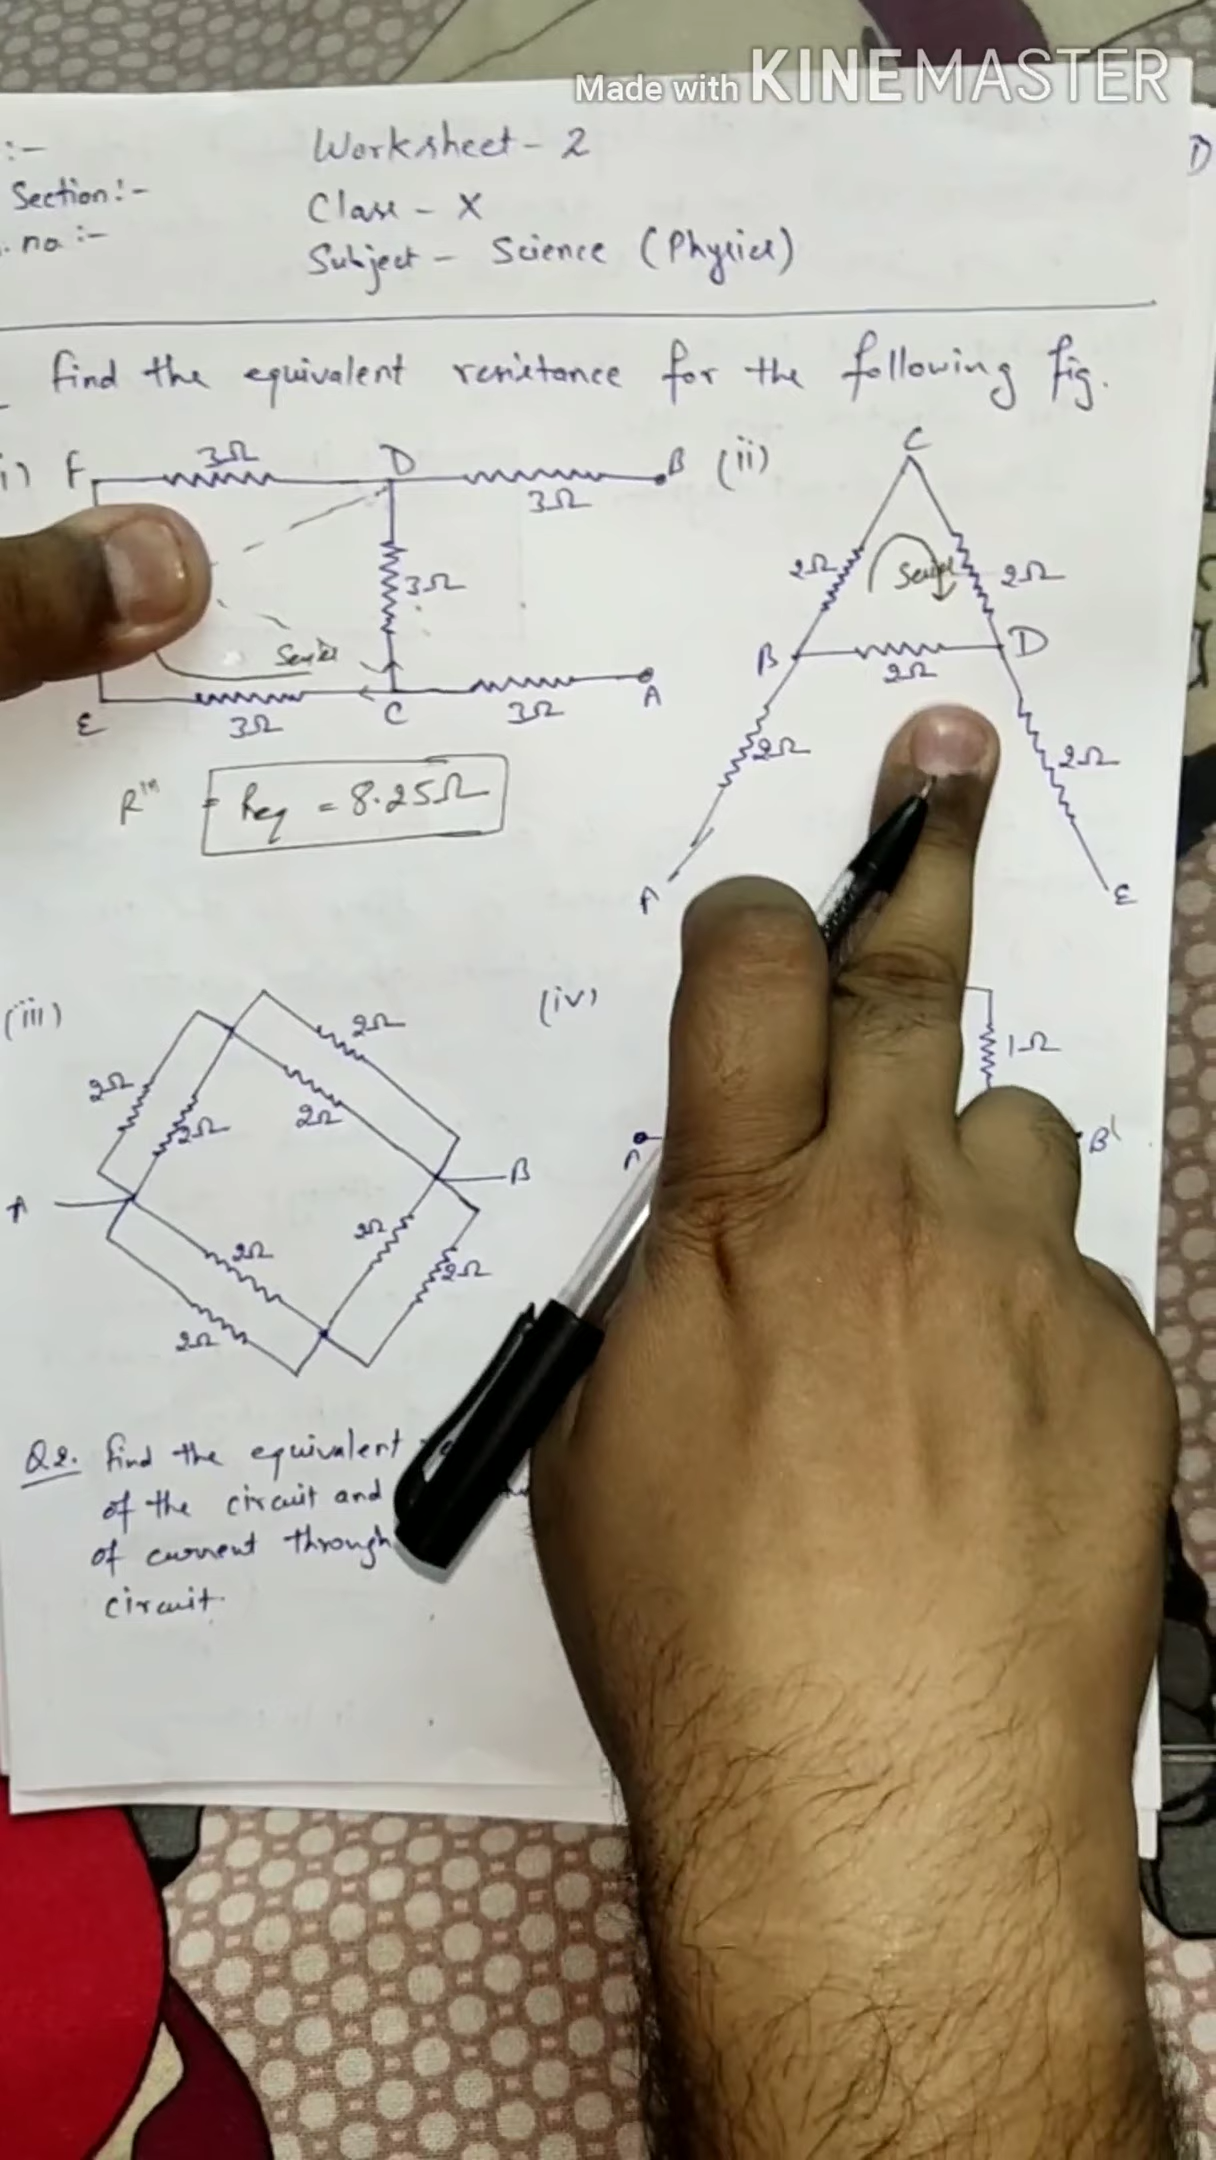 Made with KINEMASTER
:-
Worksheet - 2
D
Section:-
Class - X
. no :-
Subject - Science (Physics)
find the equivalent resistance for the following fig.
i) F 3Ω D B
3Ω
3Ω
Series
E 3Ω C 3Ω A
Req = 8.25Ω
(ii) C
2Ω 2Ω
B 2Ω D
2Ω 2Ω
A E
(iii)
2Ω
2Ω
2Ω 2Ω
A B
2Ω 2Ω
2Ω
2Ω
(iv)
1Ω
A B
Q2. find the equivalent
of the circuit and
of current through
circuit.